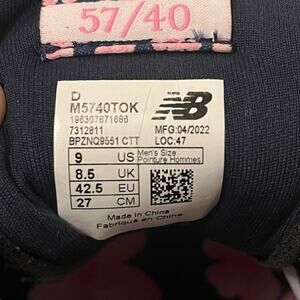 57/40
D
M5740TOK
196307871686
7312811
BPZNQ9551 CTT
MFG:04/2022
LOC:47
9 US Men's Size Pointure Hommes
8.5 UK
42.5 EU
27 CM
Made in China
Fabriqué en Chine